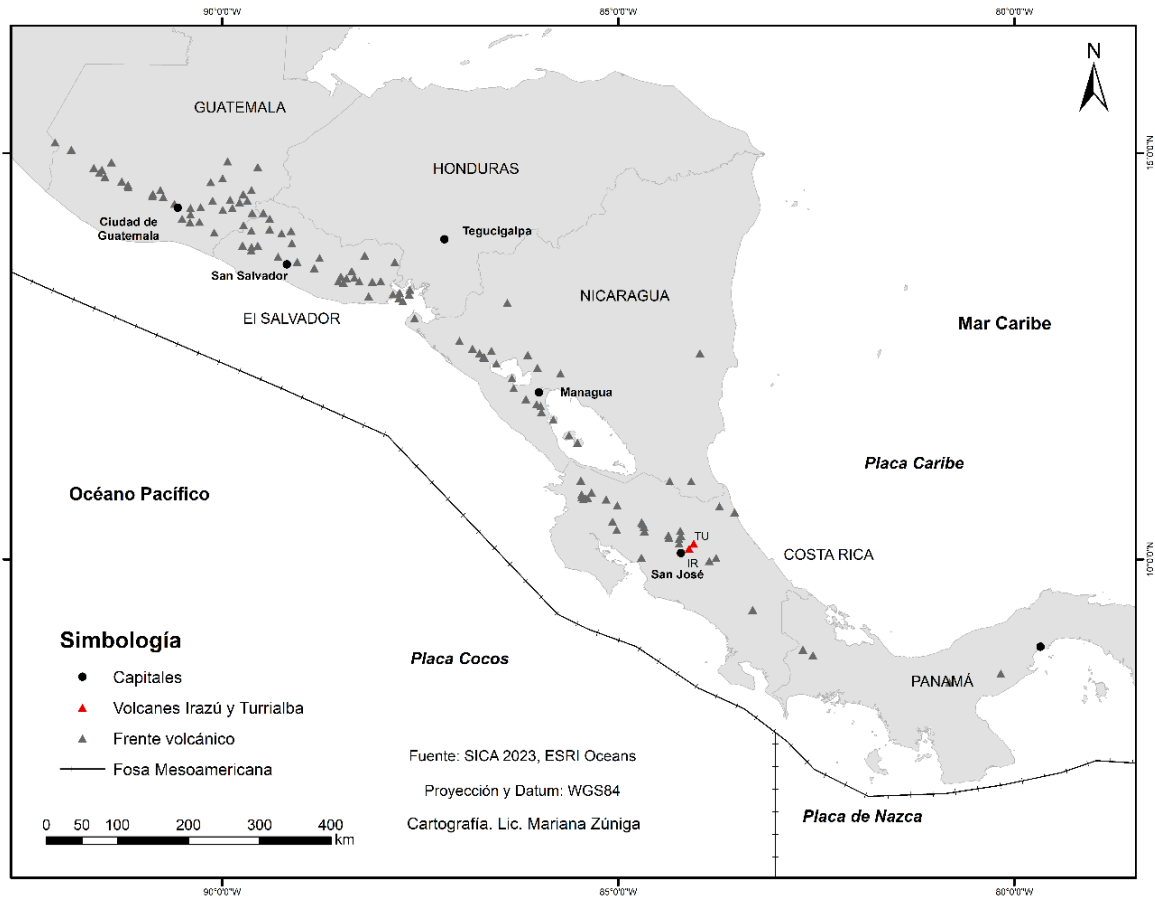 90°0'0"W
85°0'0"W
80°0'0"W
N
GUATEMALA
15°0'0"N
HONDURAS
Ciudad de
Guatemala
Tegucigalpa
San Salvador
El SALVADOR
NICARAGUA
Mar Caribe
Managua
Placa Caribe
Océano Pacífico
TU
COSTA RICA
10°0'0"N
IR
San José
Simbología
Placa Cocos
Capitales
PANAMÁ
Volcanes Irazú y Turrialba
Frente volcánico
Fosa Mesoamericana
Fuente: SICA 2023, ESRI Oceans
Proyección y Datum: WGS84
Cartografía. Lic. Mariana Zúniga
Placa de Nazca
0 50 100 200 300 400
km
90°0'0"W
85°0'0"W
80°0'0"W